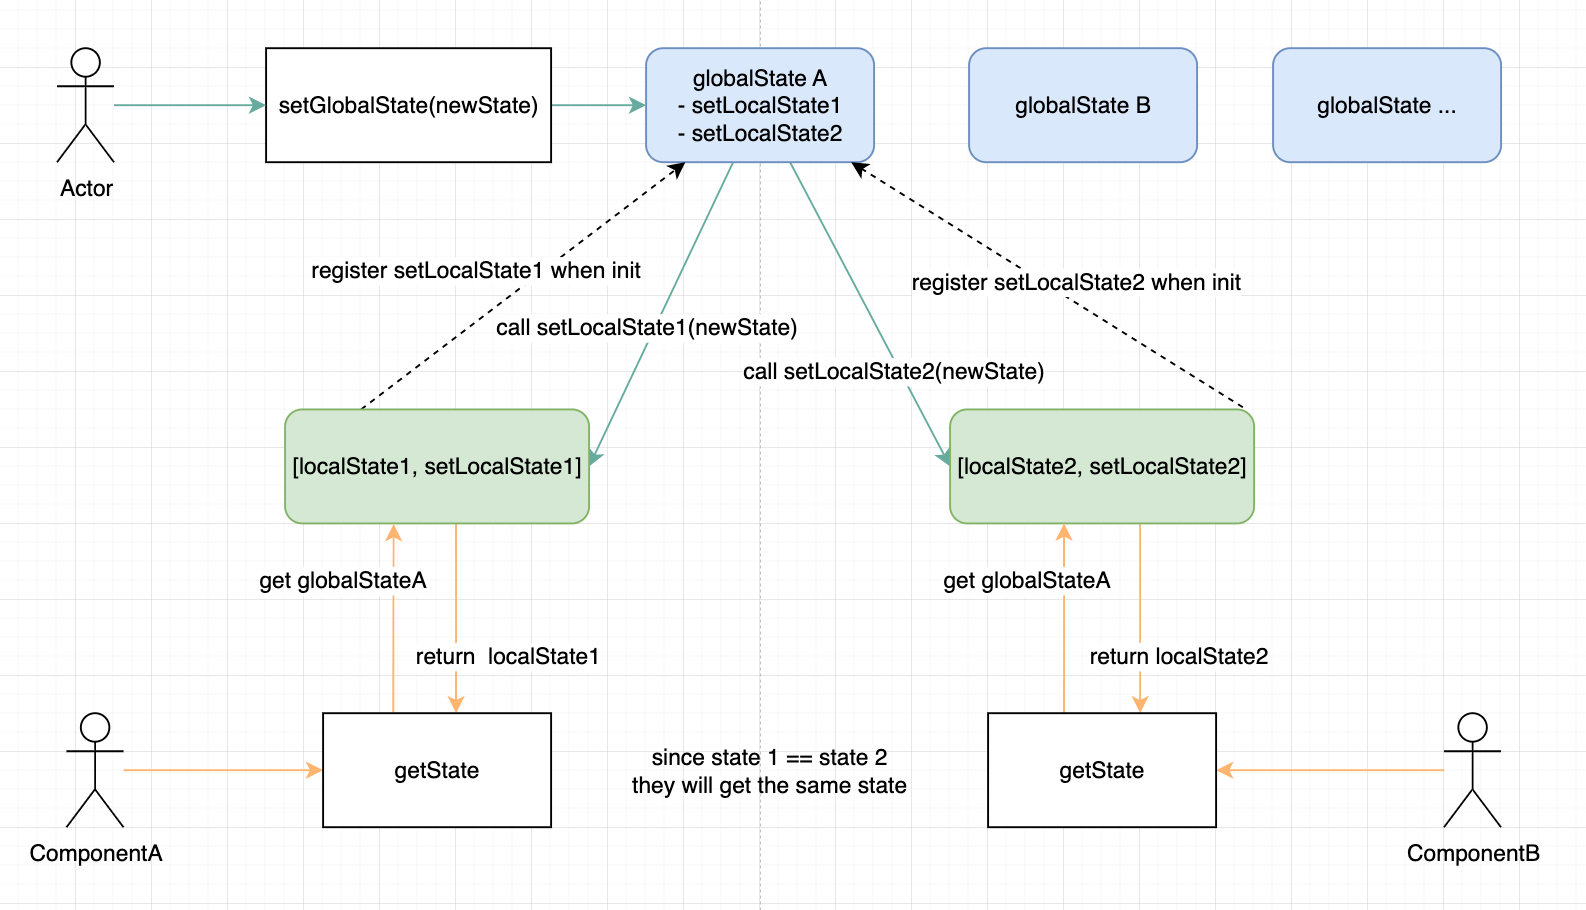 setGlobalState(newState)
globalState A
- setLocalState1
- setLocalState2
globalState B
globalState ...
Actor
register setLocalState1 when init
register setLocalState2 when init
call setLocalState1(newState)
call setLocalState2(newState)
[localState1, setLocalState1]
[localState2, setLocalState2]
get globalStateA
get globalStateA
return  localState1
return localState2
getState
since state 1 == state 2
they will get the same state
getState
ComponentA
ComponentB